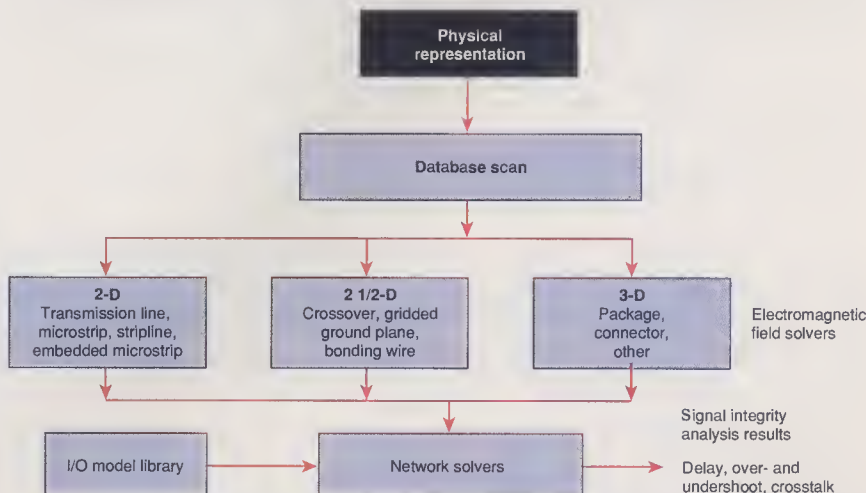 Physical
representation
Database scan
2-D
Transmission line,
microstrip, stripline,
embedded microstrip
2 1/2-D
Crossover, gridded
ground plane,
bonding wire
3-D
Package,
connector,
other
Electromagnetic
field solvers
I/O model library
Network solvers
Signal integrity
analysis results
Delay, over- and
undershoot, crosstalk